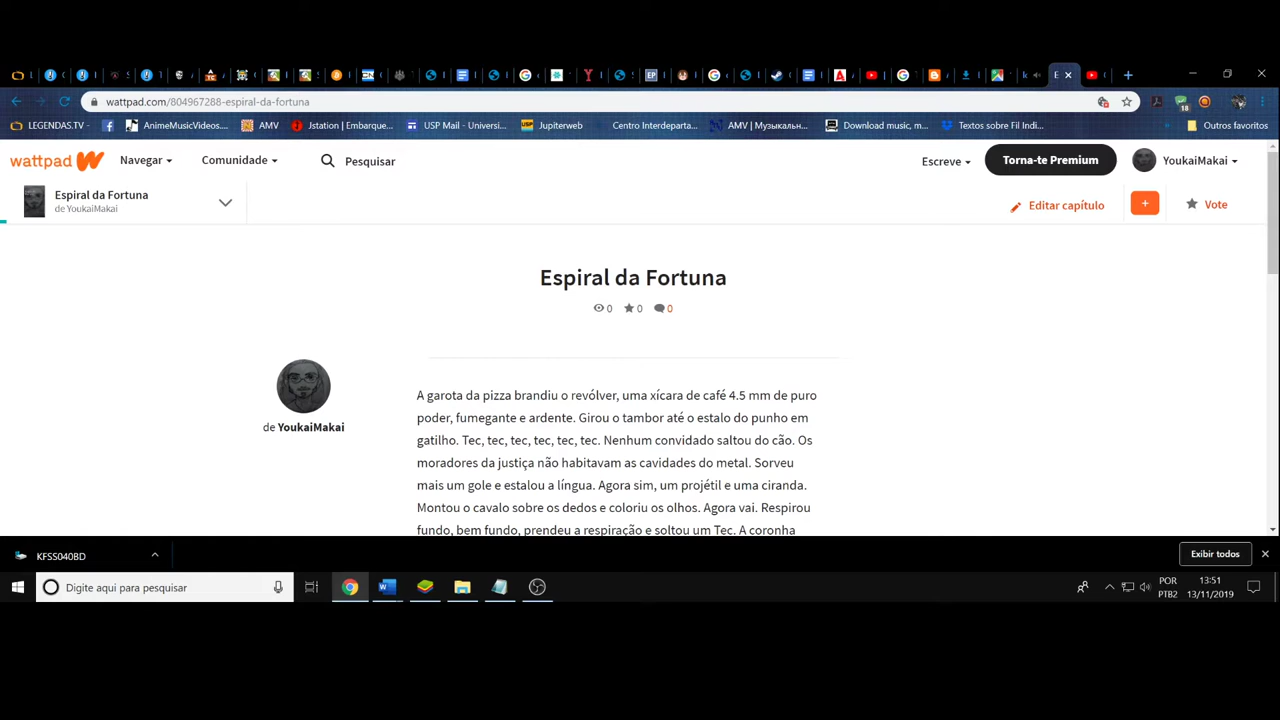 E
wattpad.com/804967288-espiral-da-fortuna
18
LEGENDAS.TV -
AnimeMusicVideos....
AMV
Jstation | Embarque...
USP Mail - Universi...
Jupiterweb
Centro Interdeparta...
AMV | Музыкальн...
Download music, m...
Textos sobre Fil Indi...
Outros favoritos
wattpad
Navegar
Comunidade
Pesquisar
Escreve
Torna-te Premium
YoukaiMakai
Espiral da Fortuna
de YoukaiMakai
Editar capítulo
+
Vote
Espiral da Fortuna
0 0 0
A garota da pizza brandiu o revólver, uma xícara de café 4.5 mm de puro
poder, fumegante e ardente. Girou o tambor até o estalo do punho em
gatilho. Tec, tec, tec, tec, tec, tec. Nenhum convidado saltou do cão. Os
moradores da justiça não habitavam as cavidades do metal. Sorveu
mais um gole e estalou a língua. Agora sim, um projétil e uma ciranda.
Montou o cavalo sobre os dedos e coloriu os olhos. Agora vai. Respirou
fundo, bem fundo, prendeu a respiração e soltou um Tec. A coronha
de YoukaiMakai
KFSS040BD
Exibir todos
Digite aqui para pesquisar
POR
PTB2
13:51
13/11/2019